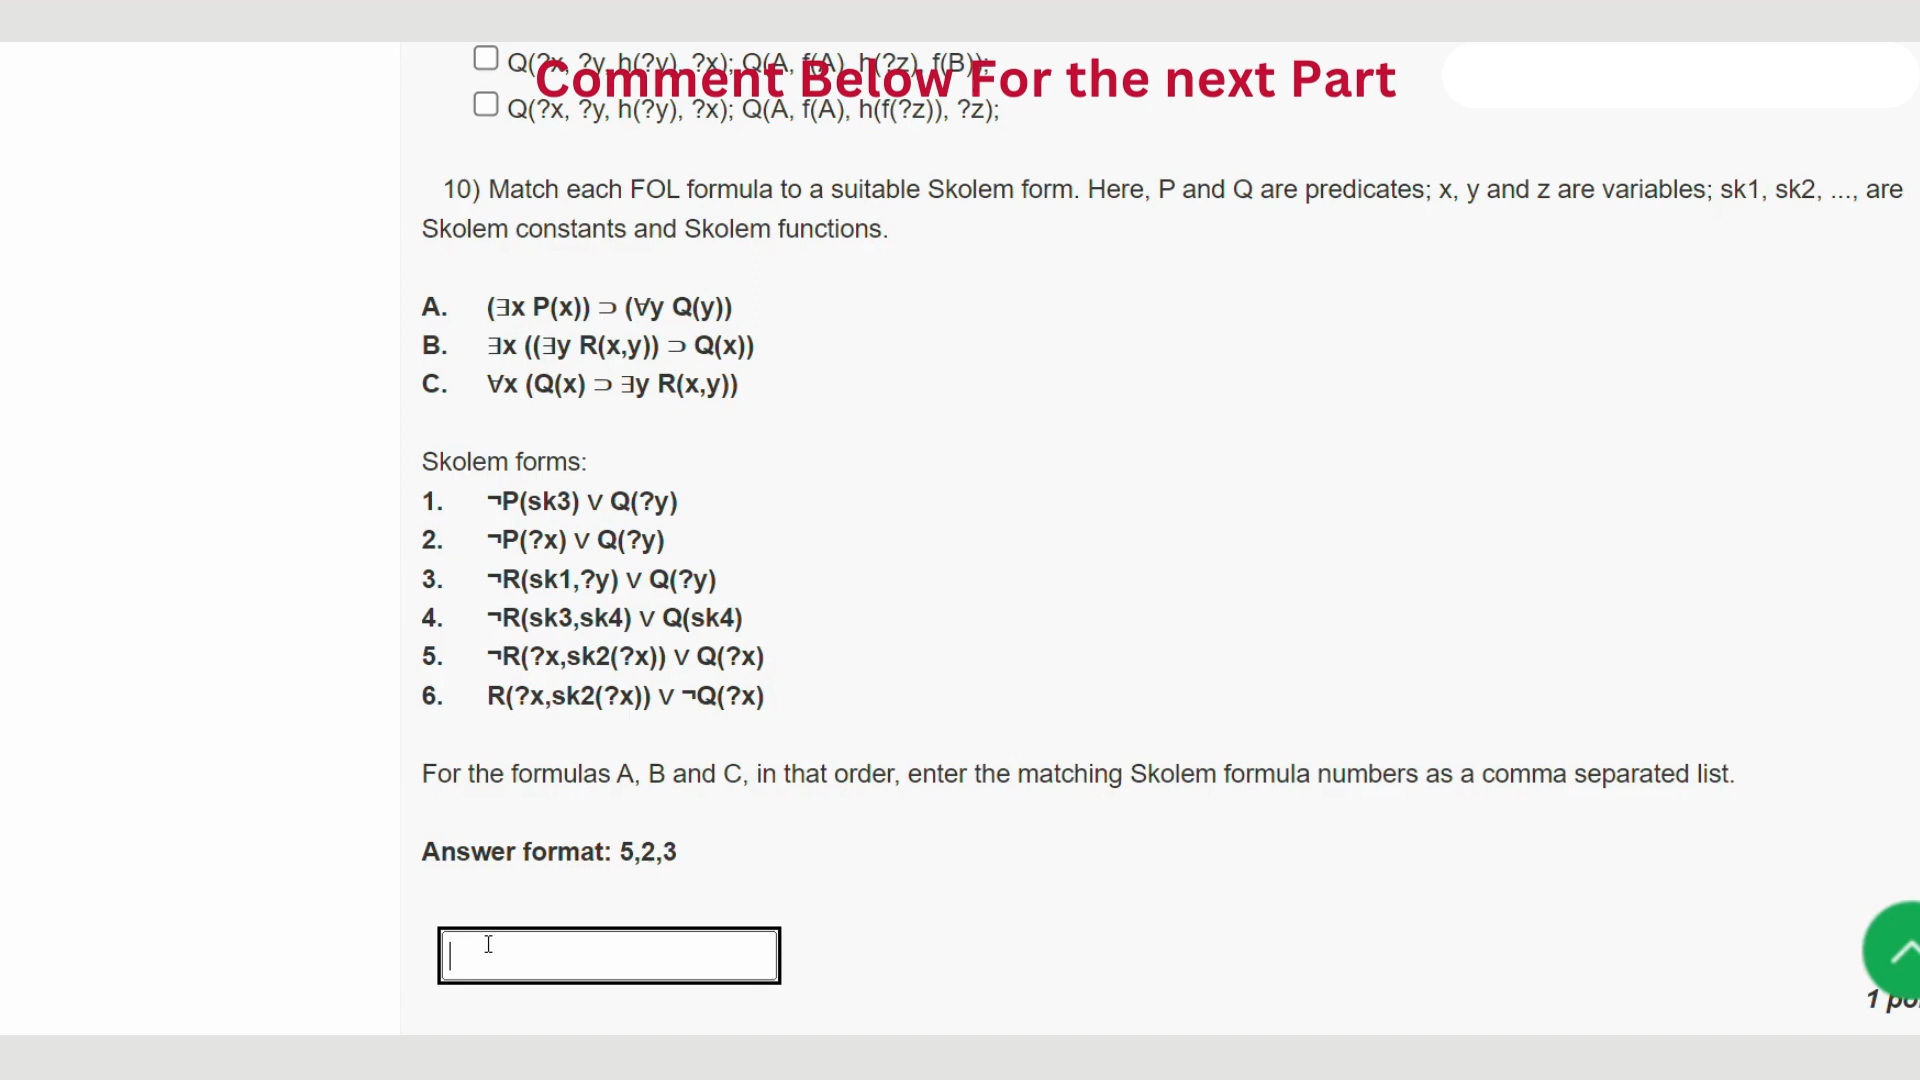 Q(?x, ?y, h(?y), ?x); Q(A, f(A), h(?z), f(B));
Comment Below For the next Part
Q(?x, ?y, h(?y), ?x); Q(A, f(A), h(f(?z)), ?z);
10) Match each FOL formula to a suitable Skolem form. Here, P and Q are predicates; x, y and z are variables; sk1, sk2, ..., are
Skolem constants and Skolem functions.
A. (∃x P(x)) ⊃ (∀y Q(y))
B. ∃x ((∃y R(x,y)) ⊃ Q(x))
C. ∀x (Q(x) ⊃ ∃y R(x,y))
Skolem forms:
1. ¬P(sk3) ∨ Q(?y)
2. ¬P(?x) ∨ Q(?y)
3. ¬R(sk1,?y) ∨ Q(?y)
4. ¬R(sk3,sk4) ∨ Q(sk4)
5. ¬R(?x,sk2(?x)) ∨ Q(?x)
6. R(?x,sk2(?x)) ∨ ¬Q(?x)
For the formulas A, B and C, in that order, enter the matching Skolem formula numbers as a comma separated list.
Answer format: 5,2,3
1